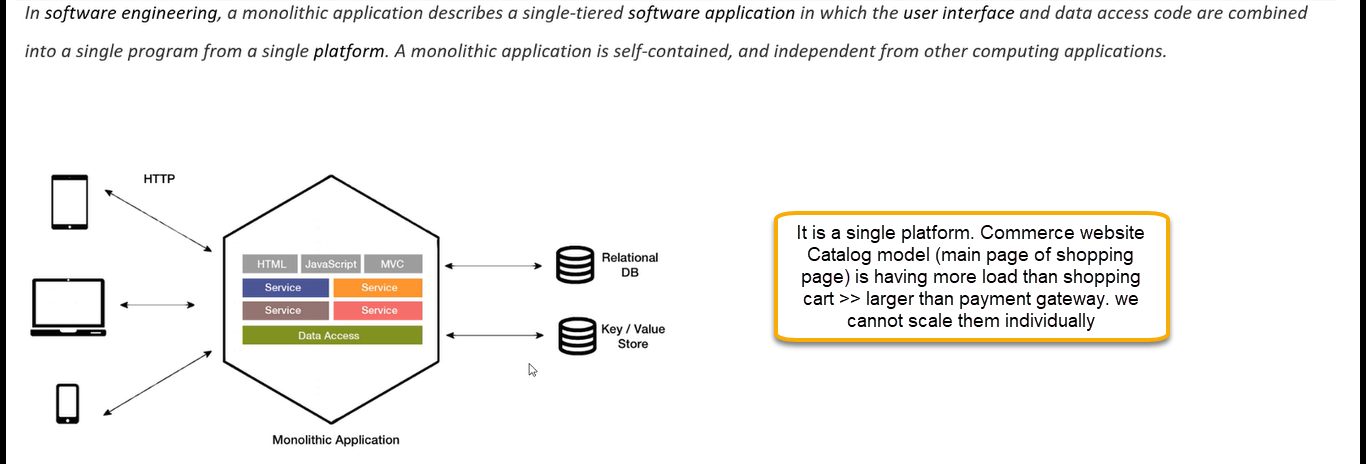 In software engineering, a monolithic application describes a single-tiered software application in which the user interface and data access code are combined
into a single program from a single platform. A monolithic application is self-contained, and independent from other computing applications.
HTTP
HTML JavaScript MVC
Service Service
Service Service
Data Access
Monolithic Application
Relational
DB
Key / Value
Store
It is a single platform. Commerce website
Catalog model (main page of shopping
page) is having more load than shopping
cart >> larger than payment gateway. we
cannot scale them individually